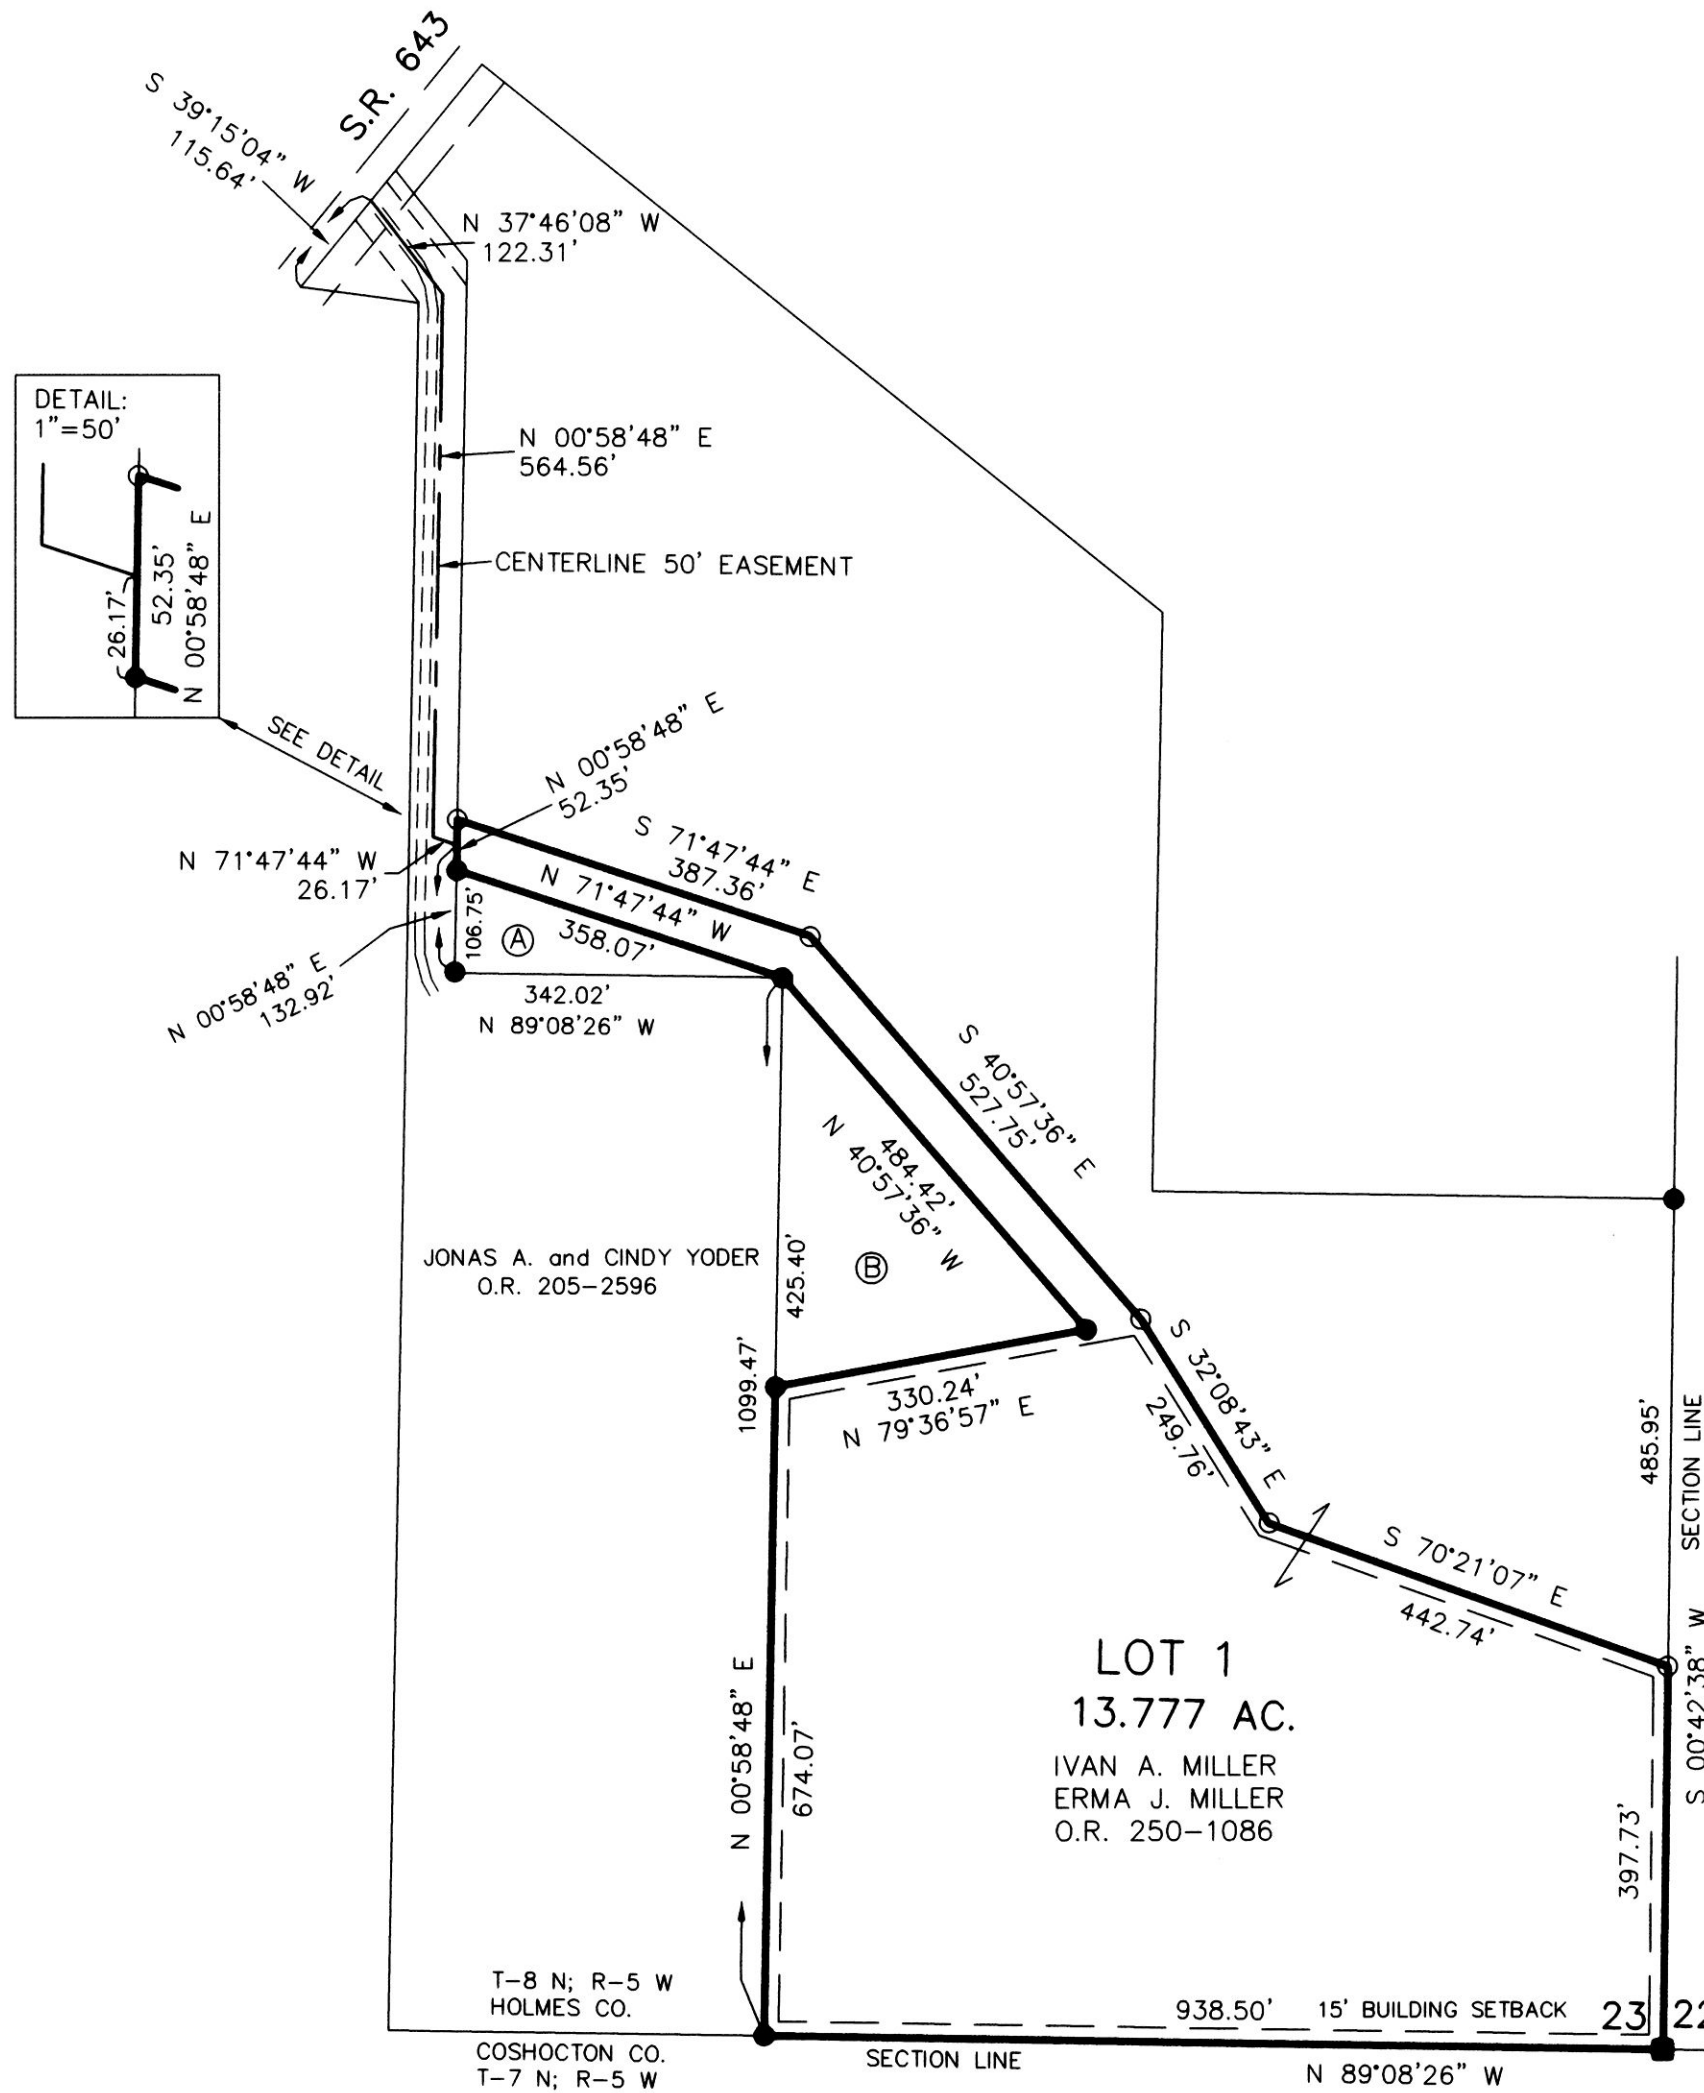 S.R. 643
S 39°15'04" W
115.64'
N 37°46'08" W
122.31'
DETAIL:
1"=50'
26.17'
52.35'
N 00°58'48" E
N 00°58'48" E
564.56'
CENTERLINE 50' EASEMENT
SEE DETAIL
N 00°58'48" E
52.35'
S 71°47'44" E
387.36'
N 71°47'44" W
26.17'
N 71°47'44" W
358.07'
106.75'
A
N 00°58'48" E
132.92'
342.02'
N 89°08'26" W
S 40°57'36" E
527.75'
484.42'
N 40°57'36" W
JONAS A. and CINDY YODER
O.R. 205-2596
425.40'
B
1099.47'
330.24'
N 79°36'57" E
S 32°08'43" E
249.76'
485.95'
SECTION LINE
S 70°21'07" E
442.74'
S 00°42'38" W
LOT 1
13.777 AC.
IVAN A. MILLER
ERMA J. MILLER
O.R. 250-1086
N 00°58'48" E
674.07'
397.73'
T-8 N; R-5 W
HOLMES CO.
938.50'
15' BUILDING SETBACK
23
22
COSHOCTON CO.
T-7 N; R-5 W
SECTION LINE
N 89°08'26" W